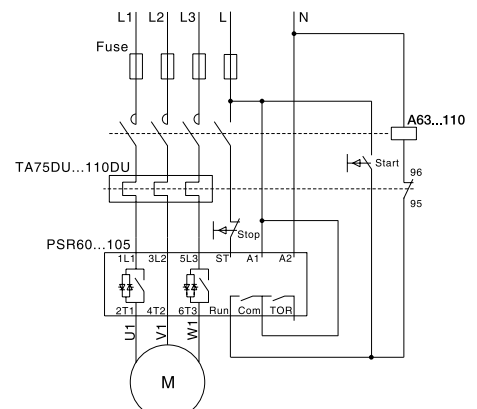 L1 L2 L3 L N
Fuse
A63...110
TA75DU...110DU
Start
96
95
Stop
PSR60...105
1L1 3L2 5L3 ST A1 A2
2T1 4T2 6T3 Run Com TOR
U1 V1 W1
M